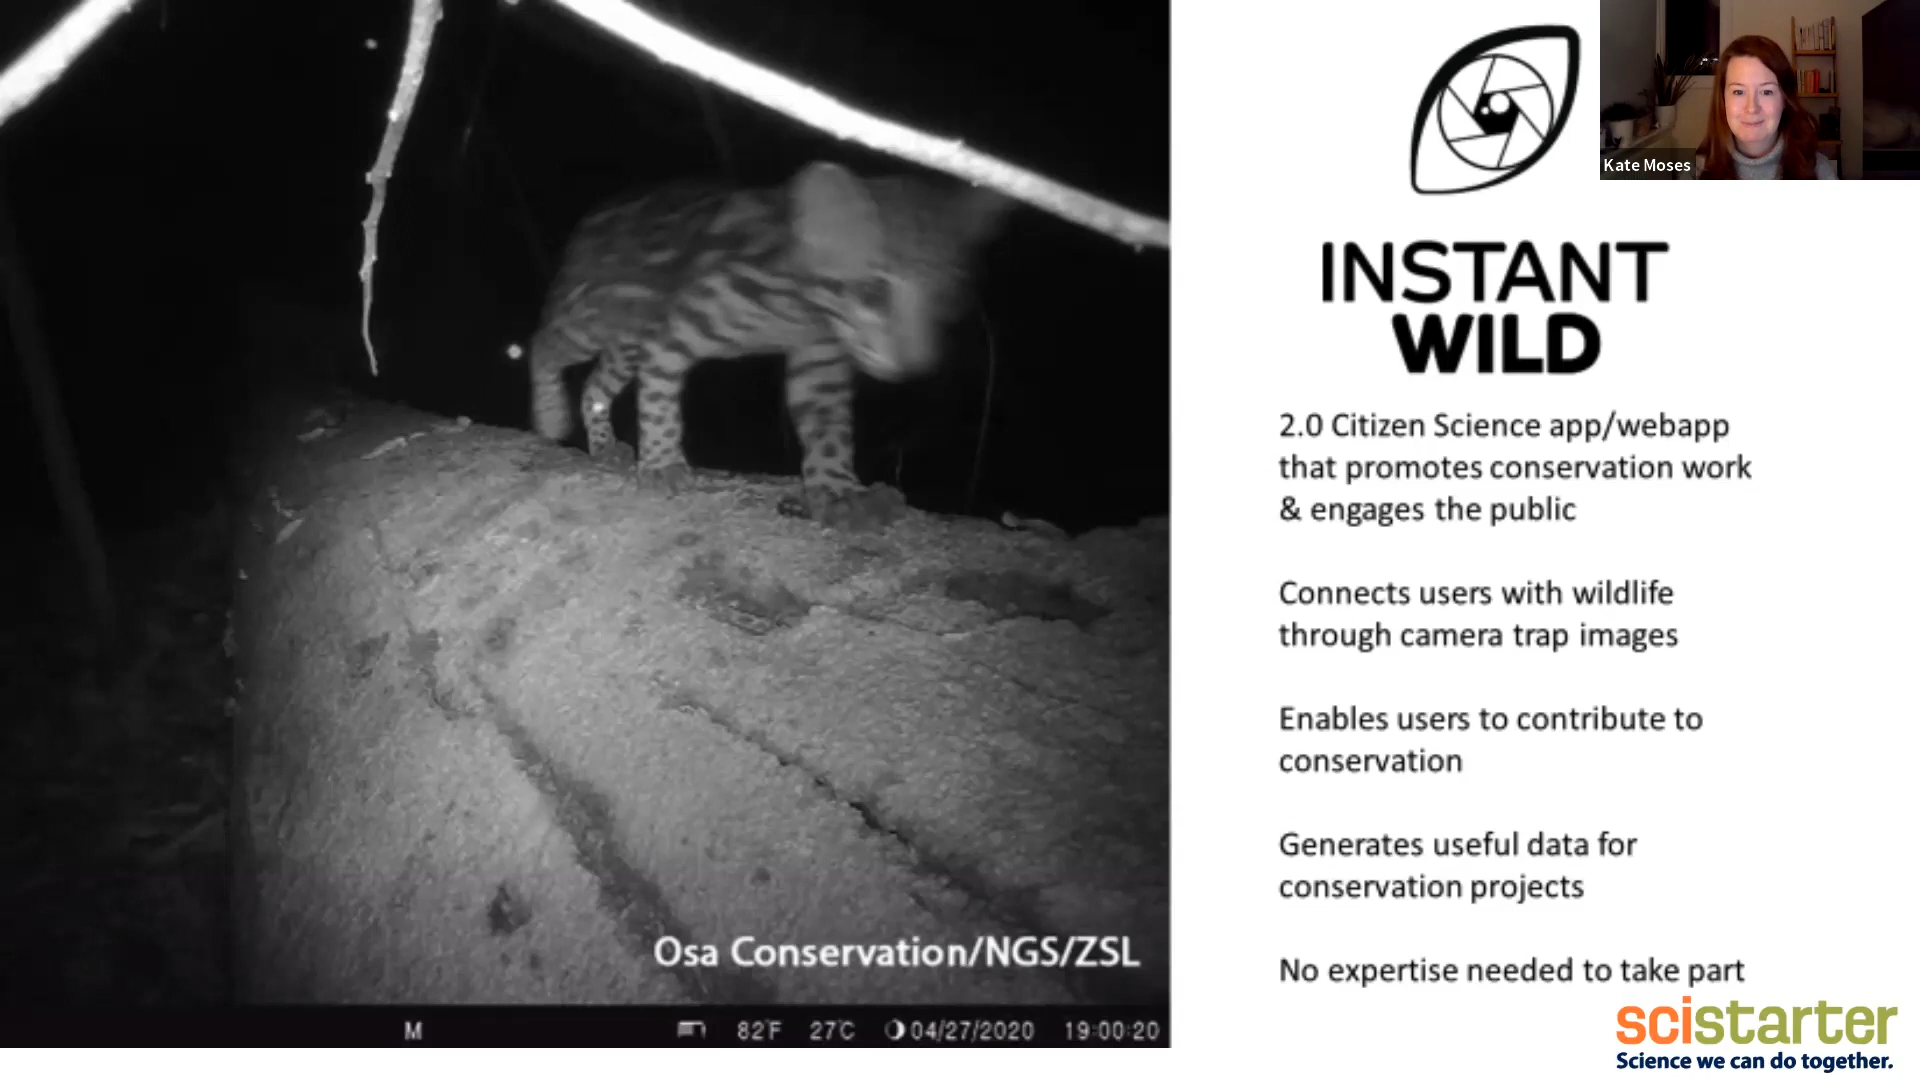 INSTANT
WILD
Kate Moses
2.0 Citizen Science app/webapp
that promotes conservation work
& engages the public
Connects users with wildlife
through camera trap images
Enables users to contribute to
conservation
Generates useful data for
conservation projects
No expertise needed to take part
Osa Conservation/NGS/ZSL
M 82°F 27°C 04/27/2020 19:00:20
scistarter
Science we can do together.